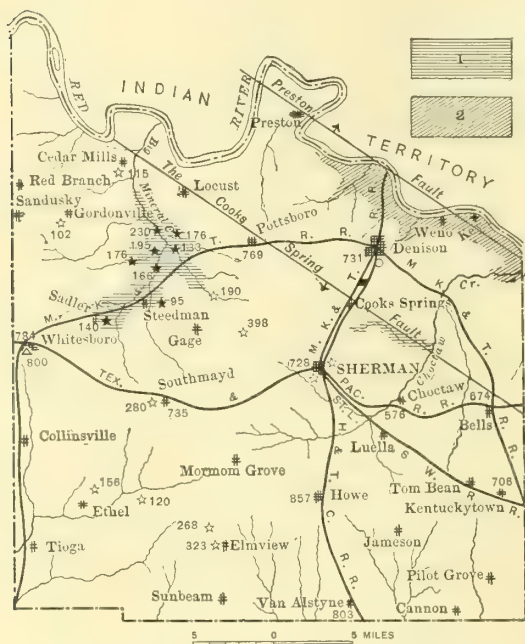 1
2
INDIAN
TERRITORY
RED
RIVER
Preston
Preston
Fault
Cedar Mills
115
Big
Mineral Cr.
The Cooks Spring Fault
Red Branch
Sandusky
Gordonville
102
Locust
Pottsboro
769
Weno
Denison
731
230
176
195
133
176
166
190
M. K. & T. R. R.
Sadler
Steedman
95
140
Gage
398
Cooks Springs
Choctaw
Cr.
784
Whitesboro
800
728
SHERMAN
TEX. & PAC. R. R.
Southmayd
280
735
Choctaw
576
674
Bells
ST. L. & S. W. R. R.
Luella
Collinsville
Mormom Grove
156
120
Ethel
857
Howe
H. & T. C. R. R.
Tom Bean
706
Kentuckytown
268
323
Elmview
Tioga
Jameson
Sunbeam
Van Alstyne
803
Pilot Grove
Cannon
5 0 5 MILES